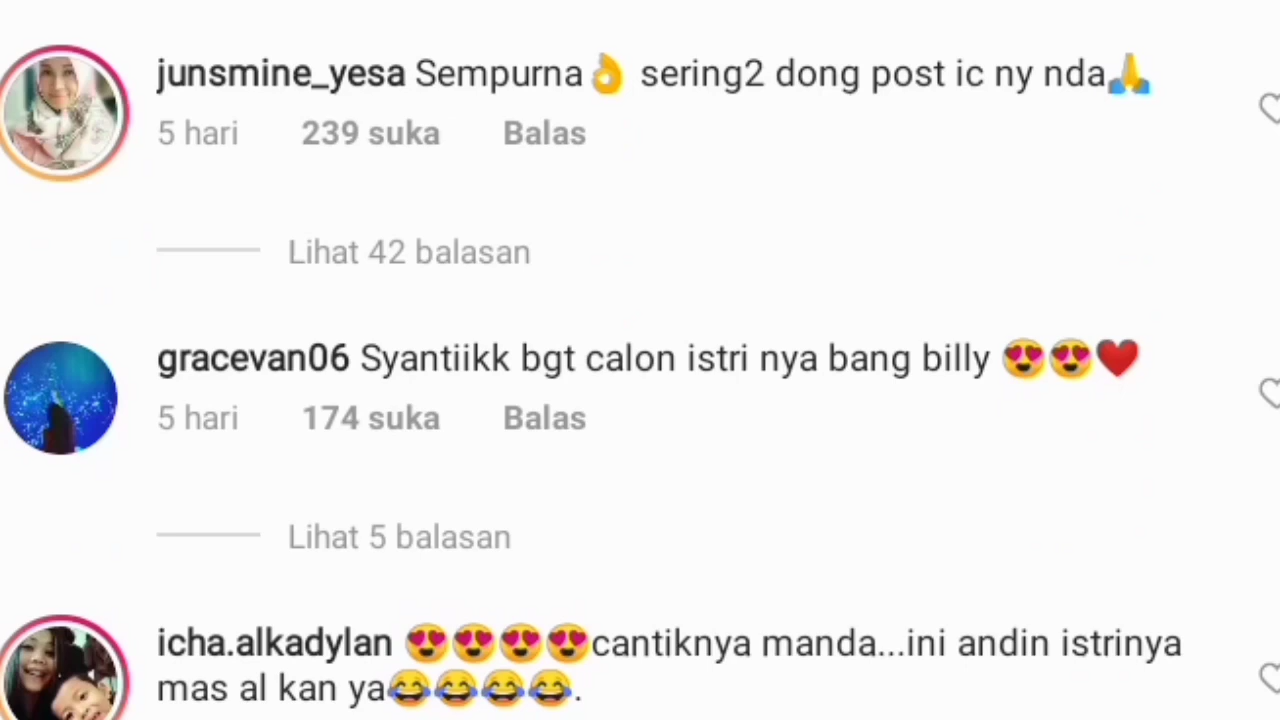 junsmine_yesa Sempurna👌 sering2 dong post ic ny nda🙏
5 hari 239 suka Balas
Lihat 42 balasan
gracevan06 Syantiikk bgt calon istri nya bang billy 😍😍❤️
5 hari 174 suka Balas
Lihat 5 balasan
icha.alkadylan 😍😍😍😍cantiknya manda...ini andin istrinya
mas al kan ya😂😂😂😂.